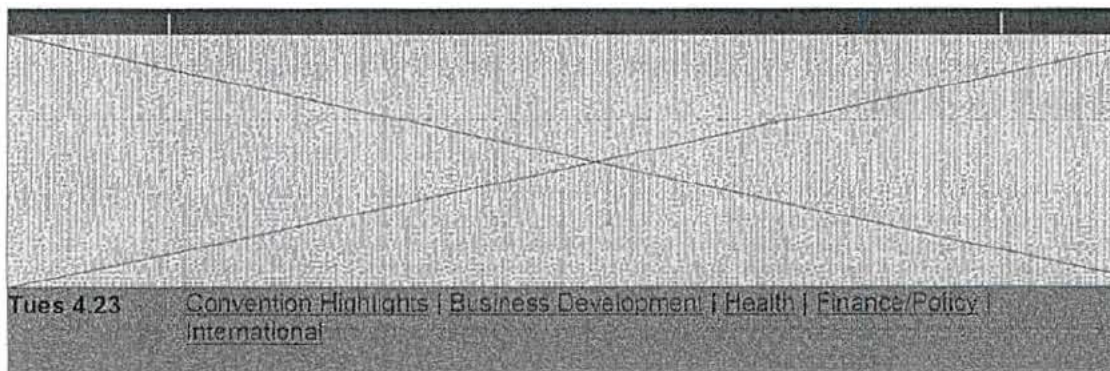 Tues 4.23 Convention Highlights | Business Development | Health | Finance/Policy |
International